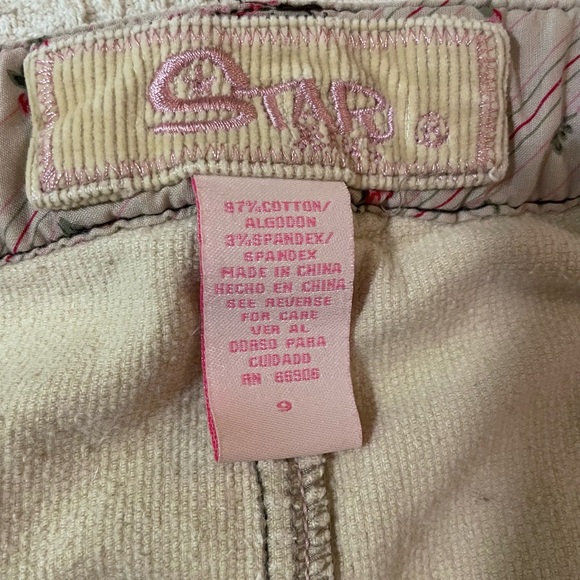 STAR
97%COTTON/
ALGODON
3%SPANDEX/
SPANDEX
MADE IN CHINA
HECHO EN CHINA
SEE REVERSE
FOR CARE
VER AL
DORSO PARA
CUIDADO
RN 66906
9